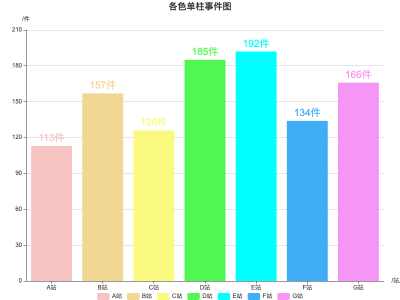 各色单柱事件图
/件
210
180
150
120
90
60
30
0
113件
157件
126件
185件
192件
134件
166件
A站 B站 C站 D站 E站 F站 G站
/站
A站 B站 C站 D站 E站 F站 G站